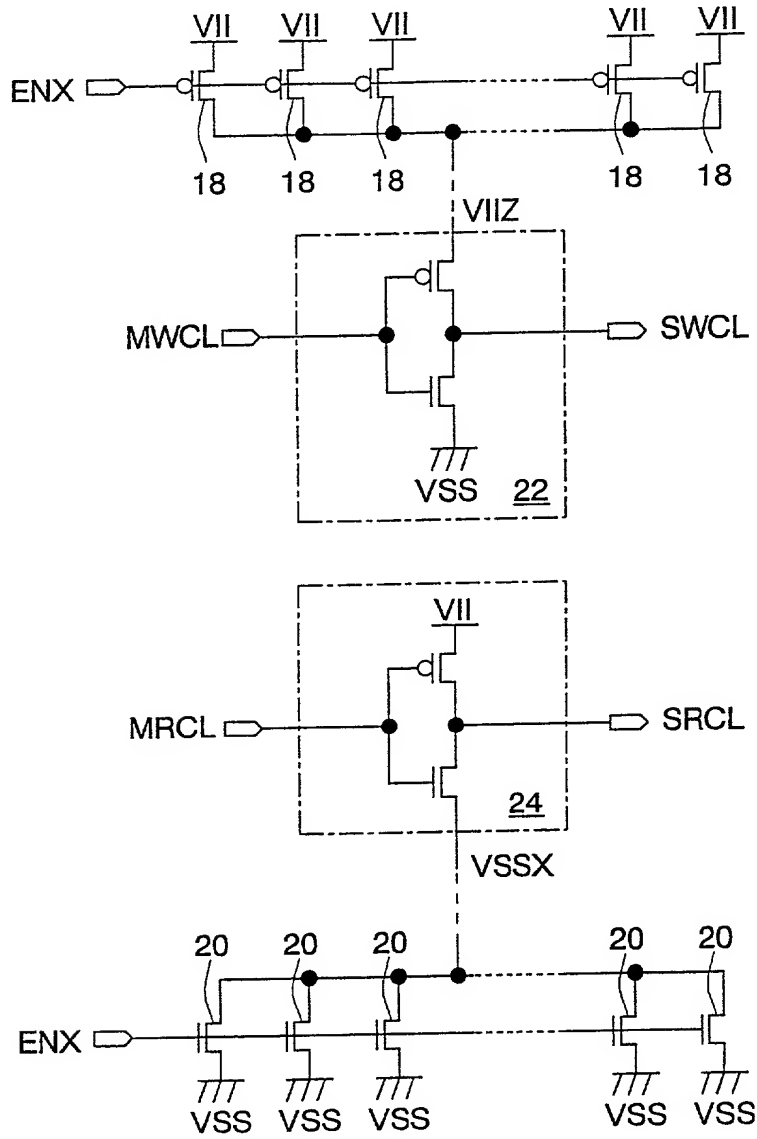 VII VII VII VII VII
ENX
18 18 18 18 18
VIIZ
MWCL SWCL
VSS 22
VII
MRCL SRCL
24
VSSX
20 20 20 20 20
ENX
VSS VSS VSS VSS VSS